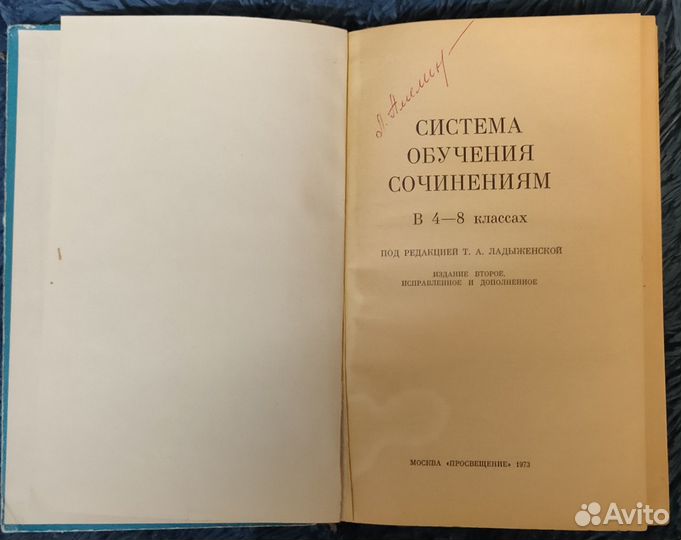 СИСТЕМА
ОБУЧЕНИЯ
СОЧИНЕНИЯМ
В 4—8 классах
ПОД РЕДАКЦИЕЙ Т. А. ЛАДЫЖЕНСКОЙ
ИЗДАНИЕ ВТОРОЕ,
ИСПРАВЛЕННОЕ И ДОПОЛНЕННОЕ
МОСКВА «ПРОСВЕЩЕНИЕ» 1973
Avito